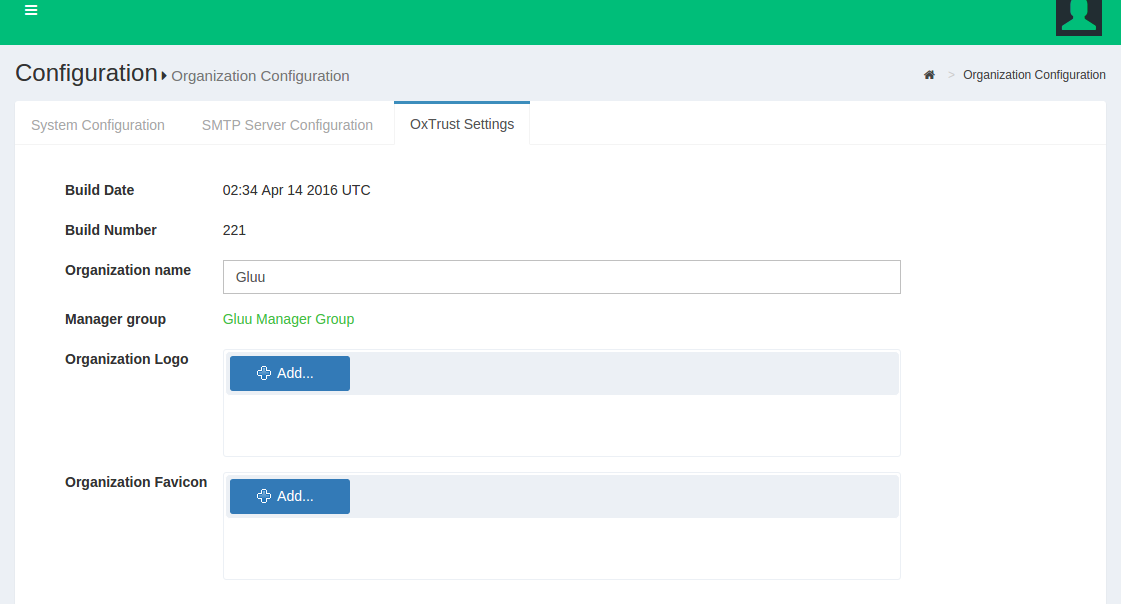 Configuration Organization Configuration > Organization Configuration
System Configuration SMTP Server Configuration OxTrust Settings
Build Date 02:34 Apr 14 2016 UTC
Build Number 221
Organization name Gluu
Manager group Gluu Manager Group
Organization Logo Add...
Organization Favicon Add...